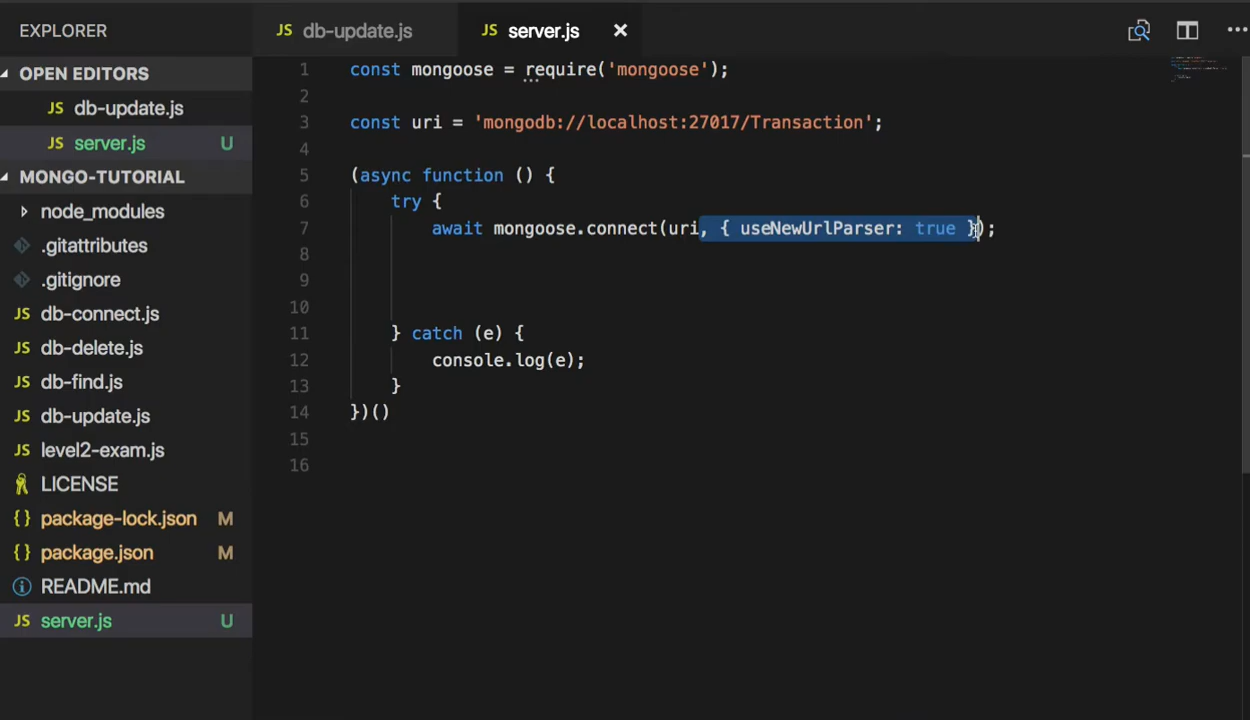 EXPLORER
JS db-update.js
JS server.js
OPEN EDITORS
JS db-update.js
JS server.js U
MONGO-TUTORIAL
node_modules
.gitattributes
.gitignore
JS db-connect.js
JS db-delete.js
JS db-find.js
JS db-update.js
JS level2-exam.js
LICENSE
{} package-lock.json M
{} package.json M
README.md
JS server.js U
1 const mongoose = require('mongoose');
2
3 const uri = 'mongodb://localhost:27017/Transaction';
4
5 (async function () {
6 try {
7 await mongoose.connect(uri, { useNewUrlParser: true });
8
9
10
11 } catch (e) {
12 console.log(e);
13 }
14 })()
15
16